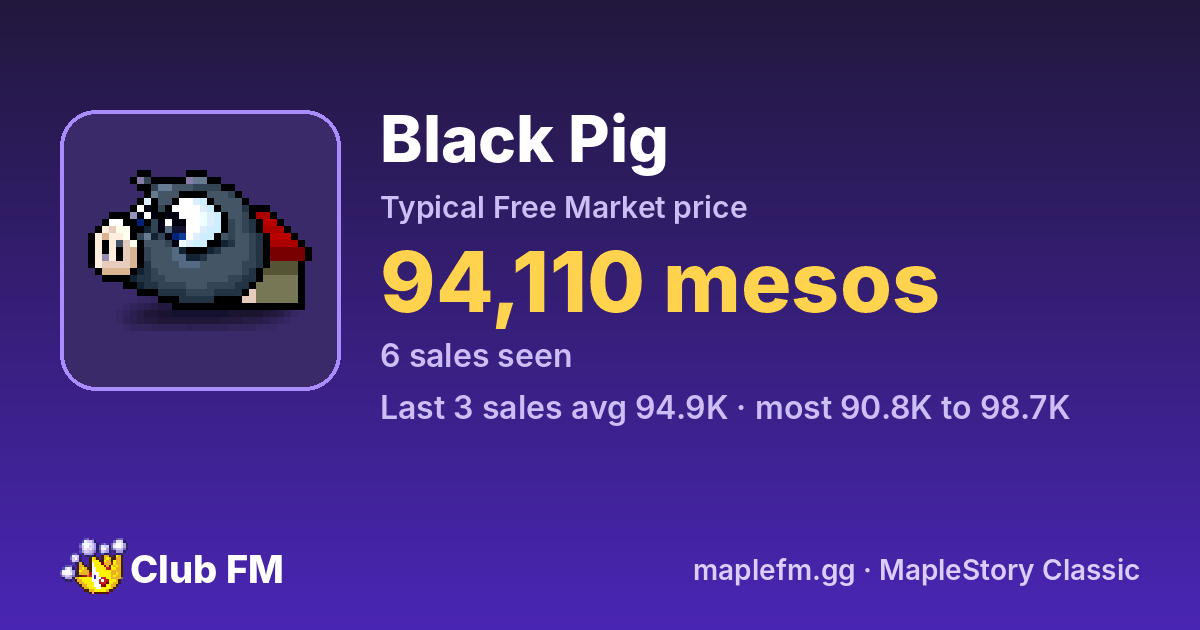 Black Pig
Typical Free Market price
94,110 mesos
6 sales seen
Last 3 sales avg 94.9K · most 90.8K to 98.7K
Club FM
maplefm.gg · MapleStory Classic